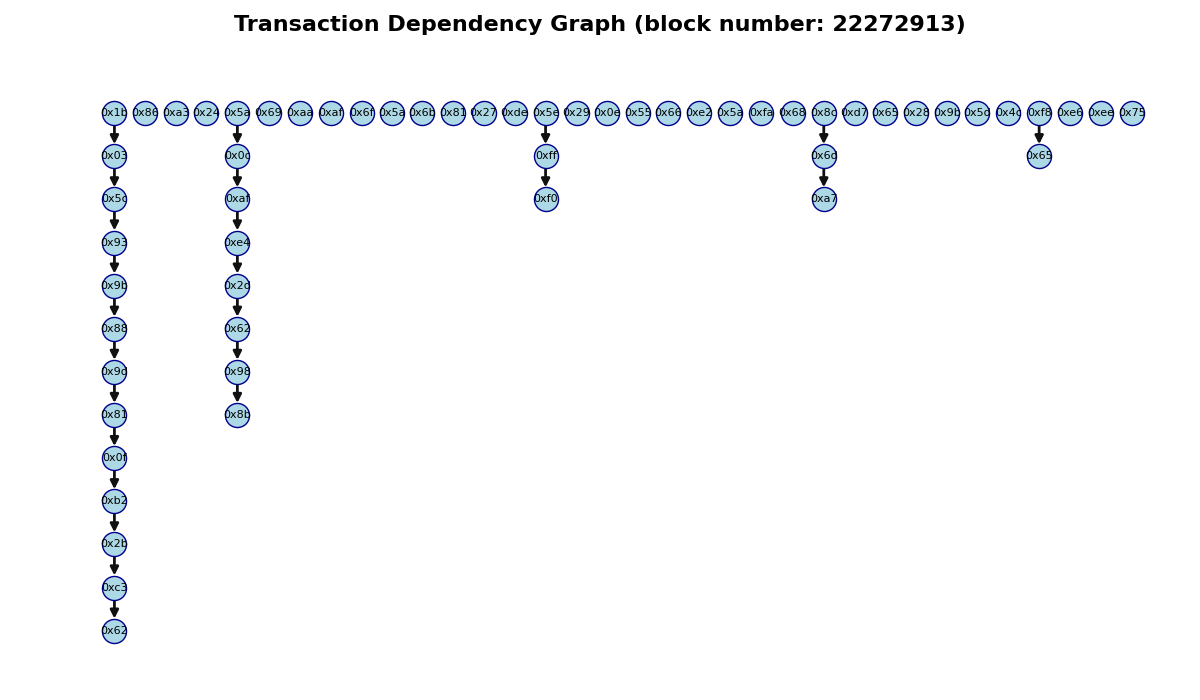 Transaction Dependency Graph (block number: 22272913)
0x1b 0x86 0xa3 0x24 0x5a 0x69 0xaa 0xaf 0x6f 0x5a 0x6b 0x81 0x27 0xde 0x5e 0x29 0x0e 0x55 0x66 0xe2 0x5a 0xfa 0x68 0x8c 0xd7 0x65 0x28 0x9b 0x5d 0x4c 0xf8 0xe6 0xee 0x75
0x03 0x0c 0xff 0x6d 0x65
0x5c 0xaf 0xf0 0xa7
0x93 0xe4
0x9b 0x2d
0x88 0x62
0x9d 0x98
0x81 0x8b
0x0f
0xb2
0x2b
0xc3
0x62